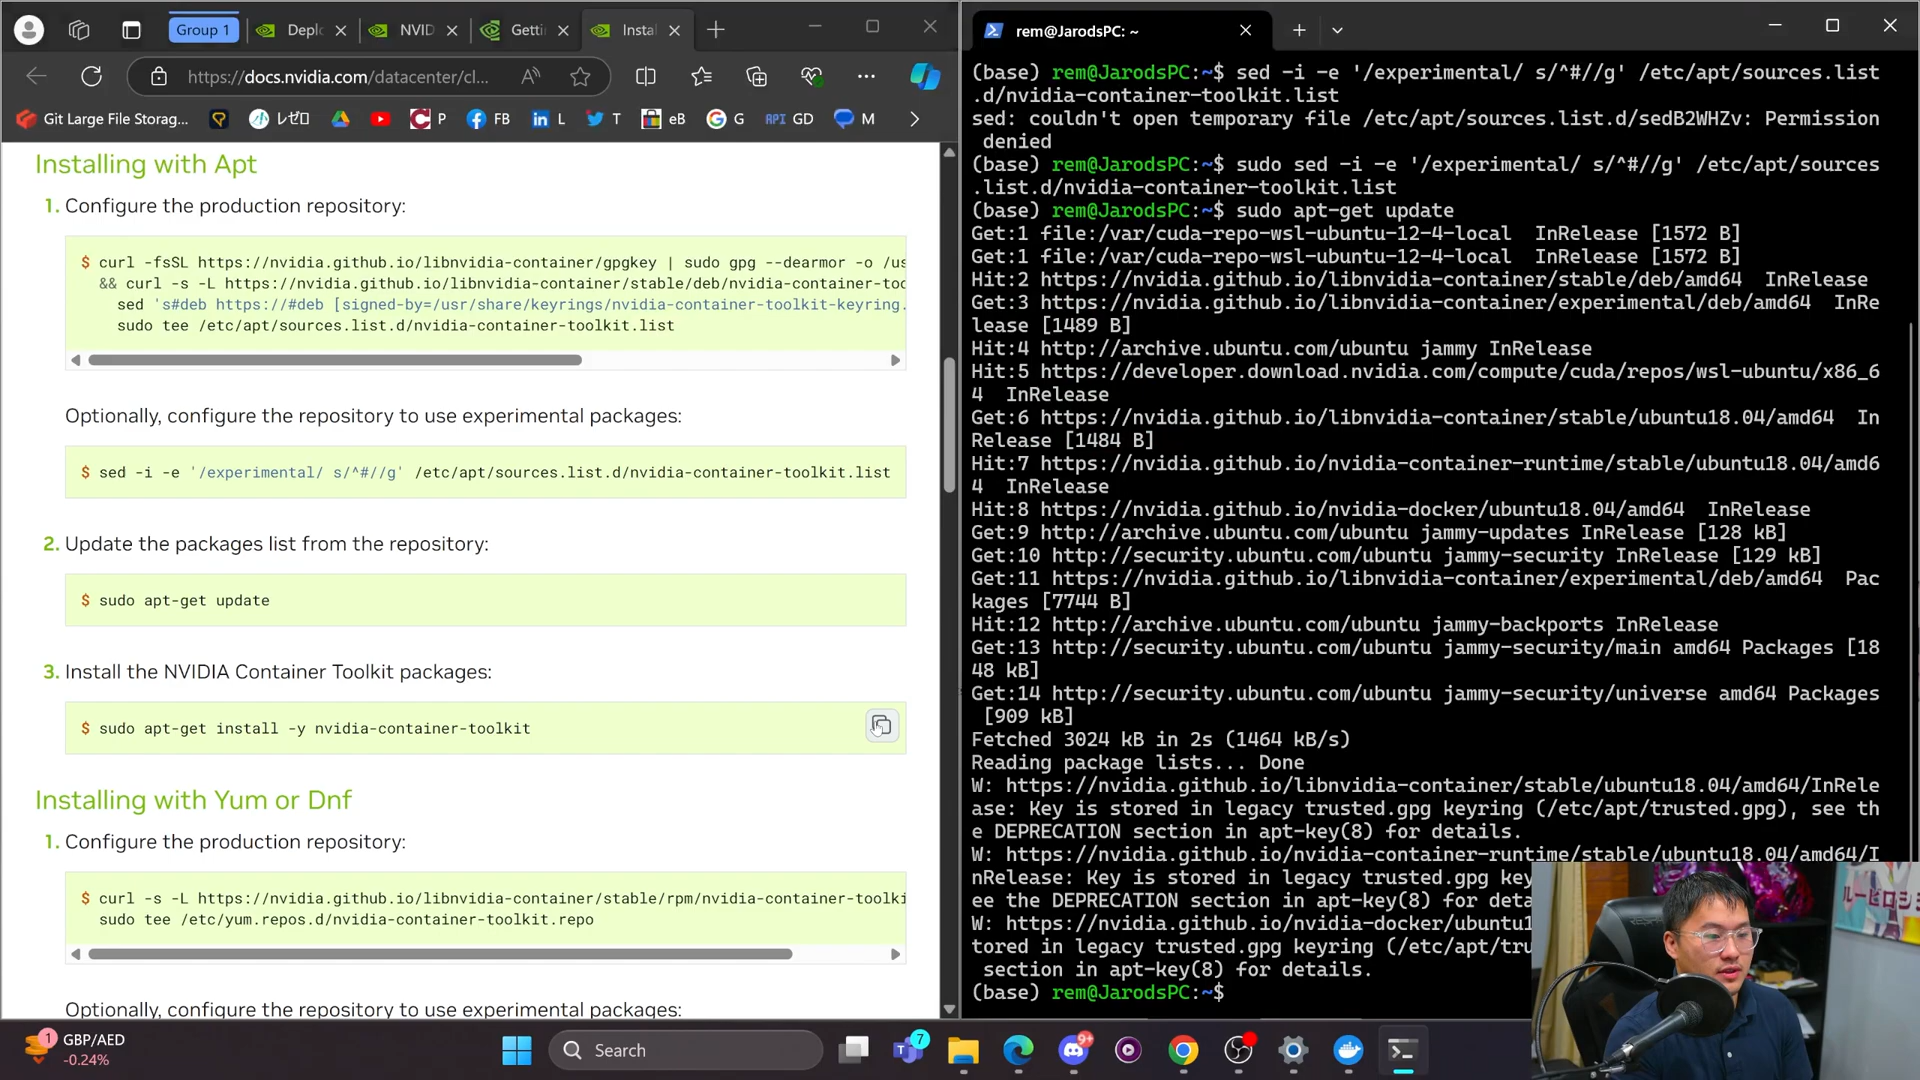 Group 1
Deplo
NVID
Getti
Instal
https://docs.nvidia.com/datacenter/cl...
Git Large File Storag...
レゼロ
P
FB
L
T
eB
G
API GD
M
Installing with Apt
1. Configure the production repository:
$ curl -fsSL https://nvidia.github.io/libnvidia-container/gpgkey | sudo gpg --dearmor -o /us
&& curl -s -L https://nvidia.github.io/libnvidia-container/stable/deb/nvidia-container-too
sed 's#deb https://#deb [signed-by=/usr/share/keyrings/nvidia-container-toolkit-keyring.
sudo tee /etc/apt/sources.list.d/nvidia-container-toolkit.list
Optionally, configure the repository to use experimental packages:
$ sed -i -e '/experimental/ s/^#//g' /etc/apt/sources.list.d/nvidia-container-toolkit.list
2. Update the packages list from the repository:
$ sudo apt-get update
3. Install the NVIDIA Container Toolkit packages:
$ sudo apt-get install -y nvidia-container-toolkit
Installing with Yum or Dnf
1. Configure the production repository:
$ curl -s -L https://nvidia.github.io/libnvidia-container/stable/rpm/nvidia-container-toolki
sudo tee /etc/yum.repos.d/nvidia-container-toolkit.repo
Optionally, configure the repository to use experimental packages:
rem@JarodsPC: ~
(base) rem@JarodsPC:~$ sed -i -e '/experimental/ s/^#//g' /etc/apt/sources.list
.d/nvidia-container-toolkit.list
sed: couldn't open temporary file /etc/apt/sources.list.d/sedB2WHZv: Permission
denied
(base) rem@JarodsPC:~$ sudo sed -i -e '/experimental/ s/^#//g' /etc/apt/sources
.list.d/nvidia-container-toolkit.list
(base) rem@JarodsPC:~$ sudo apt-get update
Get:1 file:/var/cuda-repo-wsl-ubuntu-12-4-local  InRelease [1572 B]
Get:1 file:/var/cuda-repo-wsl-ubuntu-12-4-local  InRelease [1572 B]
Hit:2 https://nvidia.github.io/libnvidia-container/stable/deb/amd64  InRelease
Get:3 https://nvidia.github.io/libnvidia-container/experimental/deb/amd64  InRe
lease [1489 B]
Hit:4 http://archive.ubuntu.com/ubuntu jammy InRelease
Hit:5 https://developer.download.nvidia.com/compute/cuda/repos/wsl-ubuntu/x86_6
4  InRelease
Get:6 https://nvidia.github.io/libnvidia-container/stable/ubuntu18.04/amd64  In
Release [1484 B]
Hit:7 https://nvidia.github.io/nvidia-container-runtime/stable/ubuntu18.04/amd6
4  InRelease
Hit:8 https://nvidia.github.io/nvidia-docker/ubuntu18.04/amd64  InRelease
Get:9 http://archive.ubuntu.com/ubuntu jammy-updates InRelease [128 kB]
Get:10 http://security.ubuntu.com/ubuntu jammy-security InRelease [129 kB]
Get:11 https://nvidia.github.io/libnvidia-container/experimental/deb/amd64  Pac
kages [7744 B]
Hit:12 http://archive.ubuntu.com/ubuntu jammy-backports InRelease
Get:13 http://security.ubuntu.com/ubuntu jammy-security/main amd64 Packages [18
48 kB]
Get:14 http://security.ubuntu.com/ubuntu jammy-security/universe amd64 Packages
[909 kB]
Fetched 3024 kB in 2s (1464 kB/s)
Reading package lists... Done
W: https://nvidia.github.io/libnvidia-container/stable/ubuntu18.04/amd64/InRele
ase: Key is stored in legacy trusted.gpg keyring (/etc/apt/trusted.gpg), see th
e DEPRECATION section in apt-key(8) for details.
W: https://nvidia.github.io/nvidia-container-runtime/stable/ubuntu18.04/amd64/I
nRelease: Key is stored in legacy trusted.gpg key
ee the DEPRECATION section in apt-key(8) for deta
W: https://nvidia.github.io/nvidia-docker/ubuntu1
tored in legacy trusted.gpg keyring (/etc/apt/tru
section in apt-key(8) for details.
(base) rem@JarodsPC:~$
1
GBP/AED
-0.24%
Search
7
9+